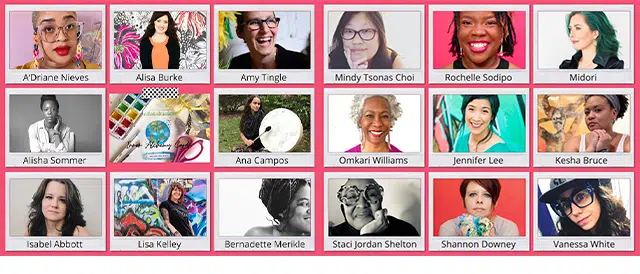 A'Driane Nieves
Alisa Burke
Amy Tingle
Mindy Tsonas Choi
Rochelle Sodipo
Midori
Alisha Sommer
Ana Campos
Omkari Williams
Jennifer Lee
Kesha Bruce
Isabel Abbott
Lisa Kelley
Bernadette Merikle
Staci Jordan Shelton
Shannon Downey
Vanessa White